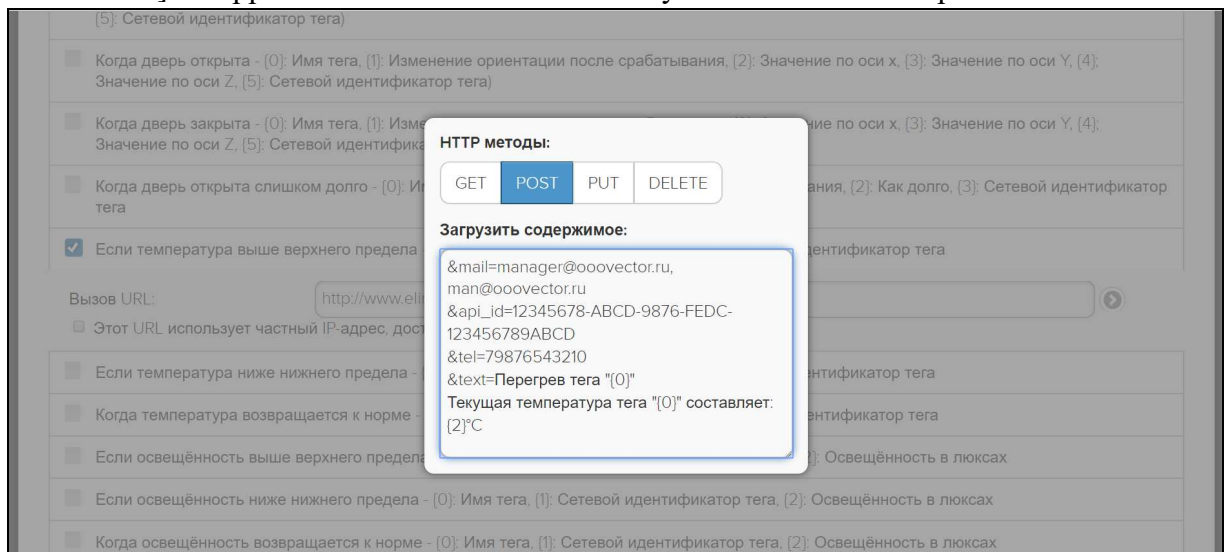 {5}: Сетевой идентификатор тега)
Когда дверь открыта - {0}: Имя тега, {1}: Изменение ориентации после срабатывания, {2}: Значение по оси x, {3}: Значение по оси Y, {4};
Значение по оси Z, {5}: Сетевой идентификатор тега)
Когда дверь закрыта - {0}: Имя тега, {1}: Изме ние по оси x, {3}: Значение по оси Y, {4};
Значение по оси Z, {5}: Сетевой идентифика
Когда дверь открыта слишком долго - {0}: И ания, {2}: Как долго, {3}: Сетевой идентификатор
тега
Если температура выше верхнего предела дентификатор тега
Вызов URL: http://www.eli
Этот URL использует частный IP-адрес, дост
Если температура ниже нижнего предела - ентификатор тега
Когда температура возвращается к норме - ентификатор тега
Если освещённость выше верхнего предела }: Освещённость в люксах
Если освещённость ниже нижнего предела - {0}: Имя тега, {1}: Сетевой идентификатор тега, {2}: Освещённость в люксах
Когда освещённость возвращается к норме - {0}: Имя тега, {1}: Сетевой идентификатор тега, {2}: Освещённость в люксах
HTTP методы:
GET POST PUT DELETE
Загрузить содержимое:
&mail=manager@ooovector.ru,
man@ooovector.ru
&api_id=12345678-ABCD-9876-FEDC-
123456789ABCD
&tel=79876543210
&text=Перегрев тега "{0}"
Текущая температура тега "{0}" составляет:
{2}°C